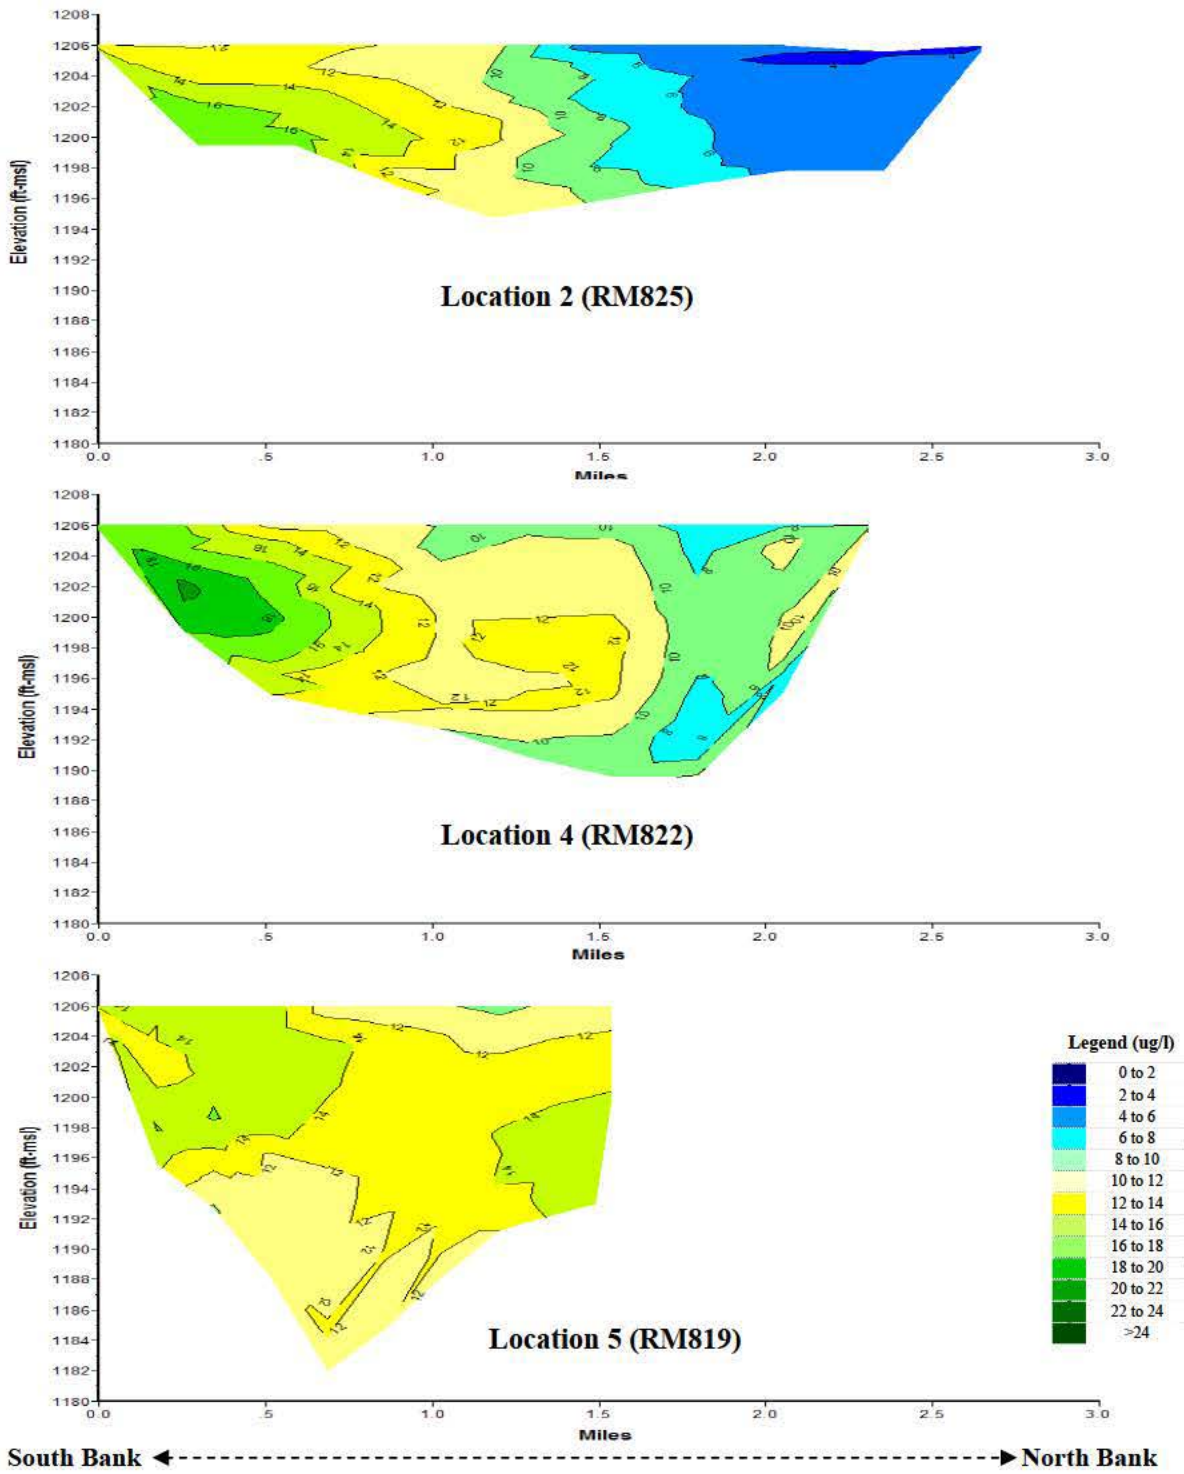 1208
1206
1204
1202
1200
1198
1196
1194
1192
1190
1188
1186
1184
1182
1180
Elevation (ft-msl)
Location 2 (RM825)
0.0 .5 1.0 1.5 2.0 2.5 3.0
Miles
1208
1206
1204
1202
1200
1198
1196
1194
1192
1190
1188
1186
1184
1182
1180
Elevation (ft-msl)
Location 4 (RM822)
0.0 .5 1.0 1.5 2.0 2.5 3.0
Miles
1208
1206
1204
1202
1200
1198
1196
1194
1192
1190
1188
1186
1184
1182
1180
Elevation (ft-msl)
Location 5 (RM819)
0.0 .5 1.0 1.5 2.0 2.5 3.0
Miles
Legend (ug/l)
0 to 2
2 to 4
4 to 6
6 to 8
8 to 10
10 to 12
12 to 14
14 to 16
16 to 18
18 to 20
20 to 22
22 to 24
>24
South Bank North Bank